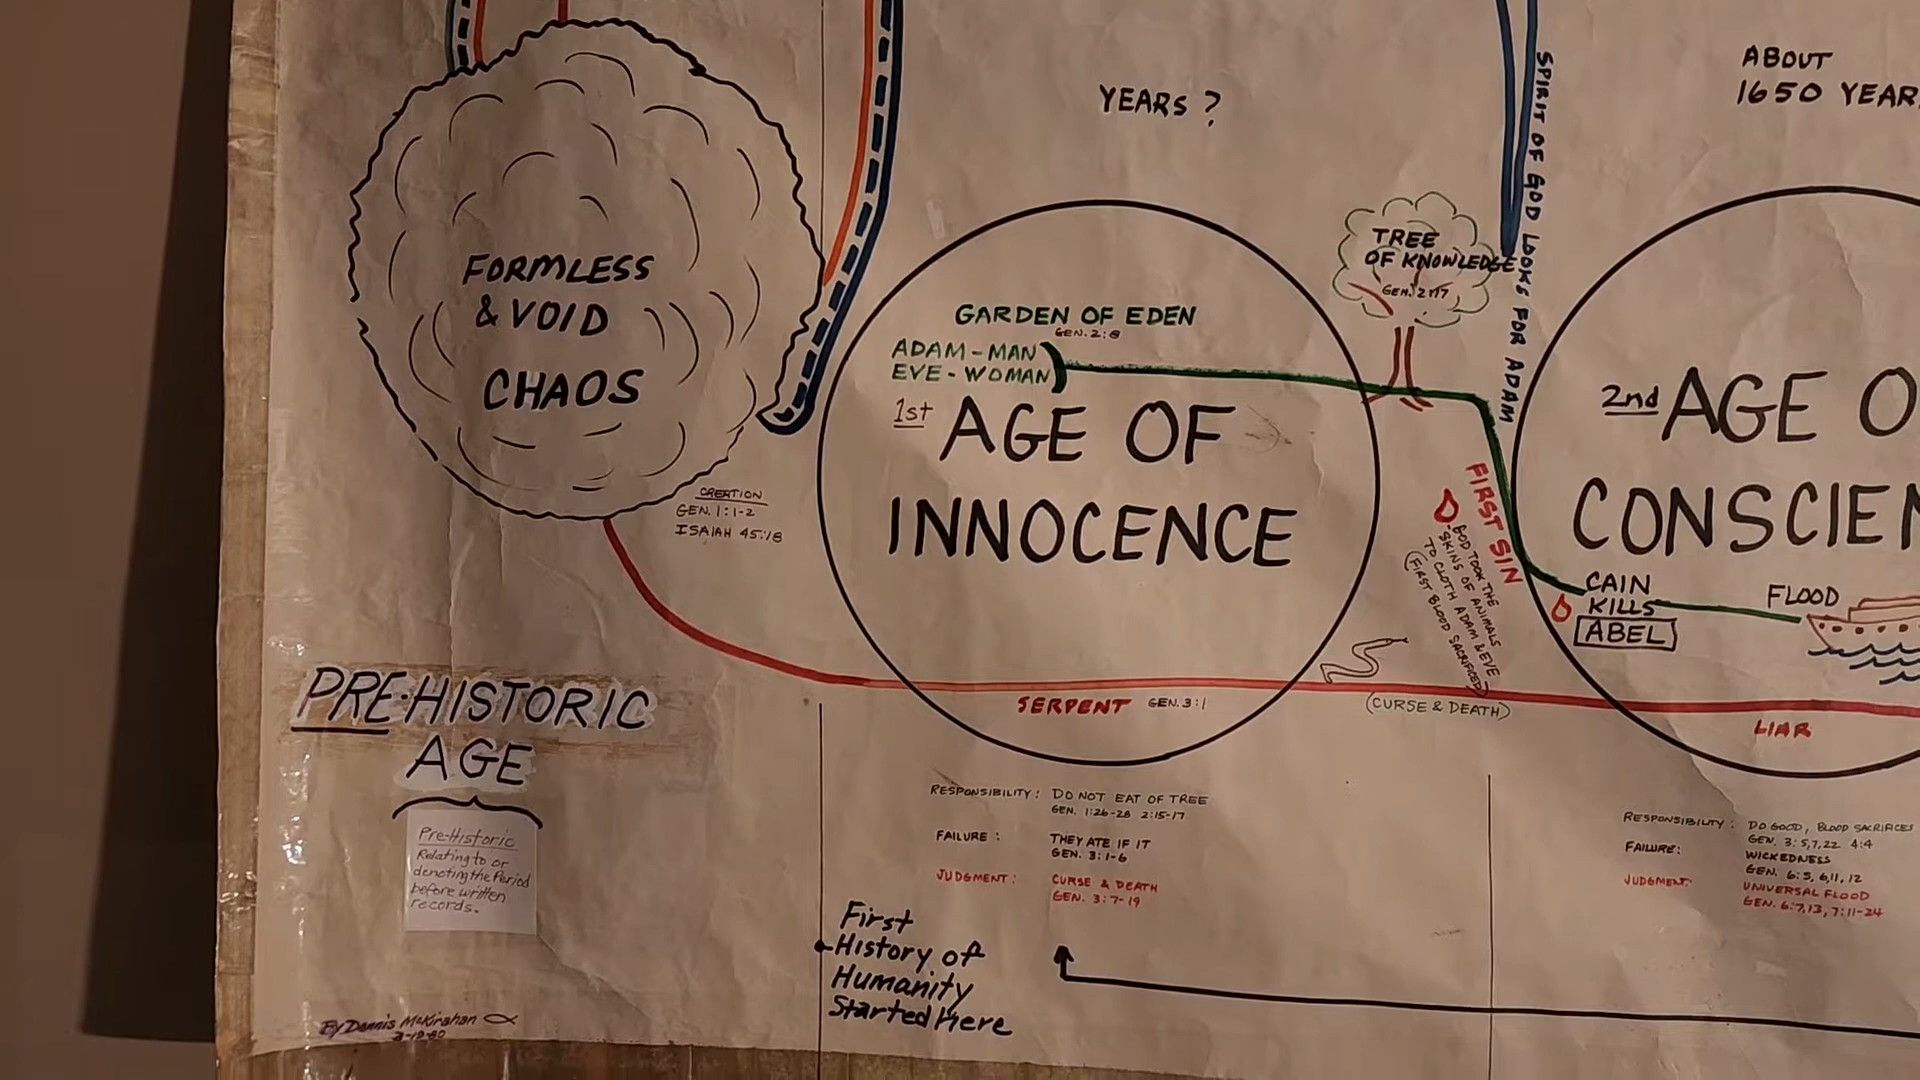 FORMLESS
& VOID
CHAOS
CREATION
GEN. 1:1-2
ISAIAH 45:18
PRE-HISTORIC
AGE
Pre-Historic
Relating to or
denoting the Period
before written
records.
By Dennis McKirahan
2-19-80
YEARS ?
GARDEN OF EDEN
GEN. 2:8
ADAM - MAN
EVE - WOMAN
1st AGE OF
INNOCENCE
SERPENT GEN. 3:1
RESPONSIBILITY: DO NOT EAT OF TREE
GEN. 1:26-28 2:15-17
FAILURE: THEY ATE IF IT
GEN. 3:1-6
JUDGMENT: CURSE & DEATH
GEN. 3:7-19
First
History of
Humanity
Started Here
TREE
OF KNOWLEDGE
GEN. 2:17
SPIRIT OF GOD LOOKS FOR ADAM
FIRST SIN
GOD TOOK THE
SKINS OF ANIMALS
TO CLOTH ADAM & EVE
(FIRST BLOOD SACRIFICED)
(CURSE & DEATH)
ABOUT
1650 YEAR
2nd AGE O
CONSCIEN
CAIN
KILLS
ABEL
FLOOD
LIAR
RESPONSIBILITY: DO GOOD, BLOOD SACRIFICES
GEN. 3:5,7,22 4:4
FAILURE: WICKEDNESS
GEN. 6:5, 6,11, 12
JUDGMENT: UNIVERSAL FLOOD
GEN. 6:7,13, 7:11-24